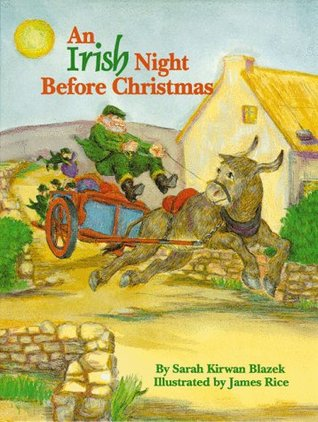 An
Irish Night
Before Christmas
By Sarah Kirwan Blazek
Illustrated by James Rice